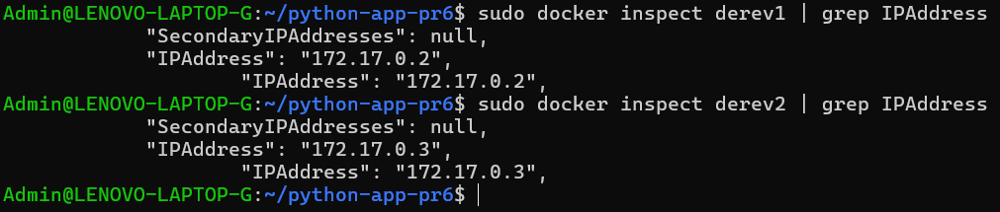 Admin@LENOVO-LAPTOP-G:~/python-app-pr6$ sudo docker inspect derev1 | grep IPAddress
            "SecondaryIPAddresses": null,
            "IPAddress": "172.17.0.2",
                    "IPAddress": "172.17.0.2",
Admin@LENOVO-LAPTOP-G:~/python-app-pr6$ sudo docker inspect derev2 | grep IPAddress
            "SecondaryIPAddresses": null,
            "IPAddress": "172.17.0.3",
                    "IPAddress": "172.17.0.3",
Admin@LENOVO-LAPTOP-G:~/python-app-pr6$